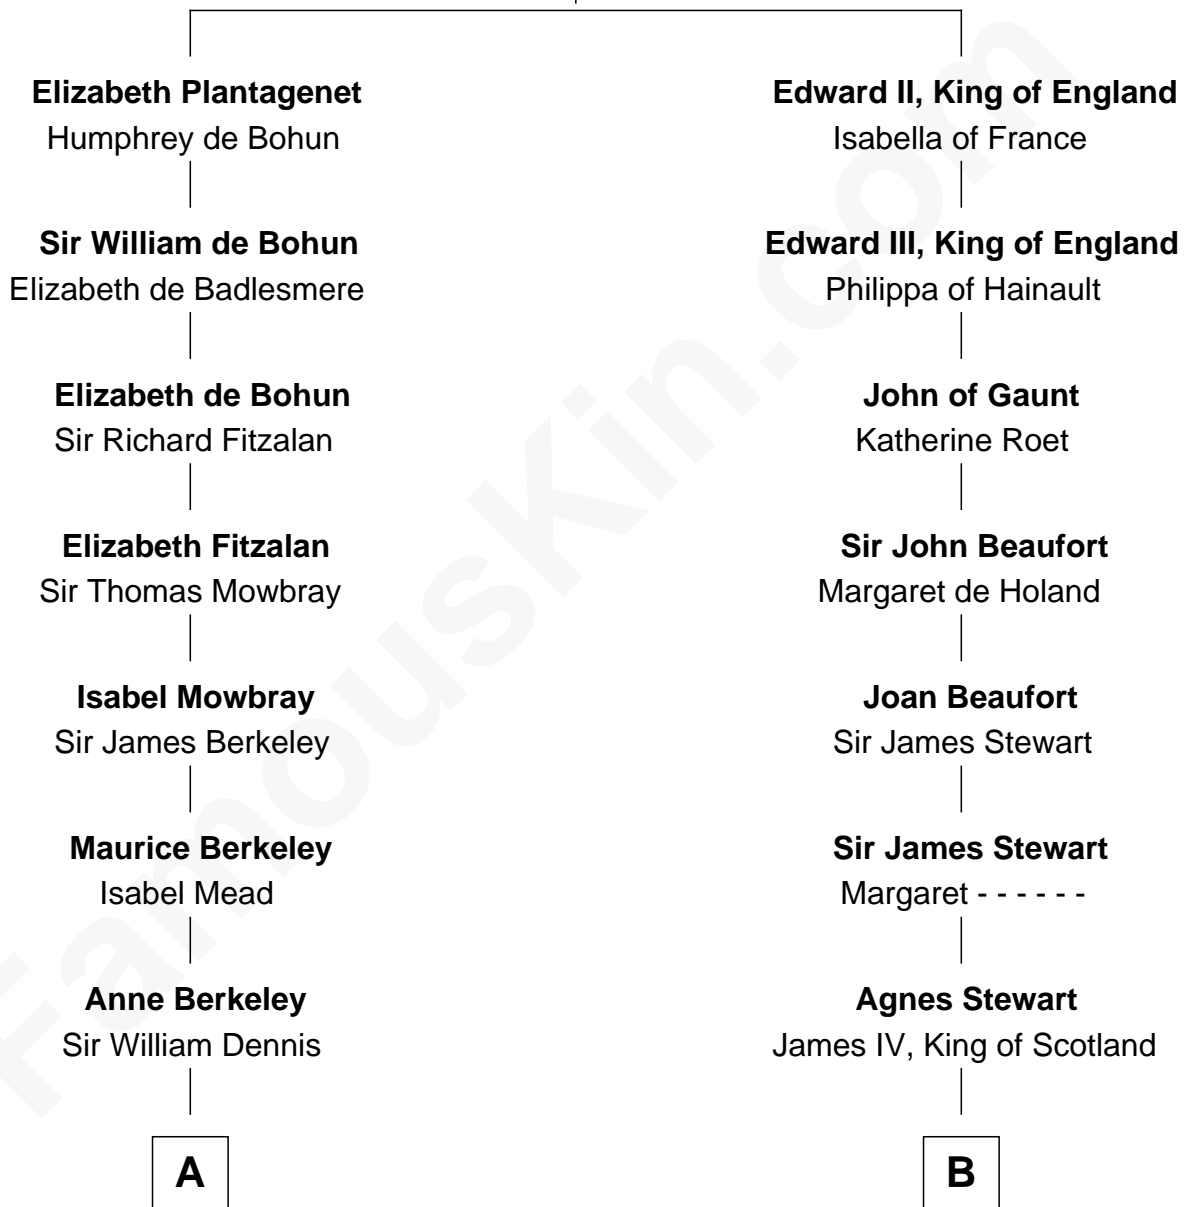 Elizabeth Plantagenet
Humphrey de Bohun
Sir William de Bohun
Elizabeth de Badlesmere
Elizabeth de Bohun
Sir Richard Fitzalan
Elizabeth Fitzalan
Sir Thomas Mowbray
Isabel Mowbray
Sir James Berkeley
Maurice Berkeley
Isabel Mead
Anne Berkeley
Sir William Dennis
A
Edward II, King of England
Isabella of France
Edward III, King of England
Philippa of Hainault
John of Gaunt
Katherine Roet
Sir John Beaufort
Margaret de Holand
Joan Beaufort
Sir James Stewart
Sir James Stewart
Margaret - - - - - -
Agnes Stewart
James IV, King of Scotland
B
FamousKin.com